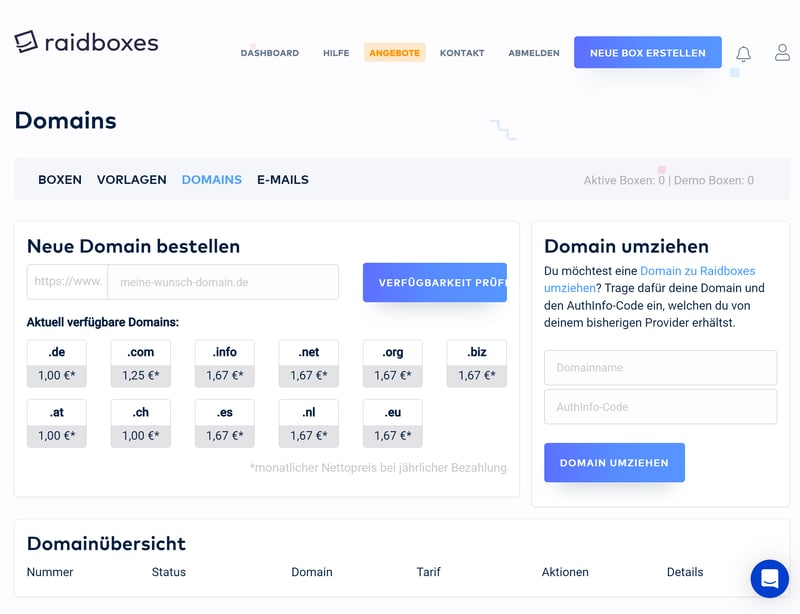 raidboxes
DASHBOARD HILFE ANGEBOTE KONTAKT ABMELDEN NEUE BOX ERSTELLEN
Domains
BOXEN VORLAGEN DOMAINS E-MAILS Aktive Boxen: 0 | Demo Boxen: 0
Neue Domain bestellen
https://www. meine-wunsch-domain.de VERFÜGBARKEIT PRÜF
Aktuell verfügbare Domains:
.de .com .info .net .org .biz
1,00 €* 1,25 €* 1,67 €* 1,67 €* 1,67 €* 1,67 €*
.at .ch .es .nl .eu
1,00 €* 1,00 €* 1,67 €* 1,67 €* 1,67 €*
*monatlicher Nettopreis bei jährlicher Bezahlung
Domain umziehen
Du möchtest eine Domain zu Raidboxes
umziehen? Trage dafür deine Domain und
den AuthInfo-Code ein, welchen du von
deinem bisherigen Provider erhältst.
Domainname
AuthInfo-Code
DOMAIN UMZIEHEN
Domainübersicht
Nummer Status Domain Tarif Aktionen Details